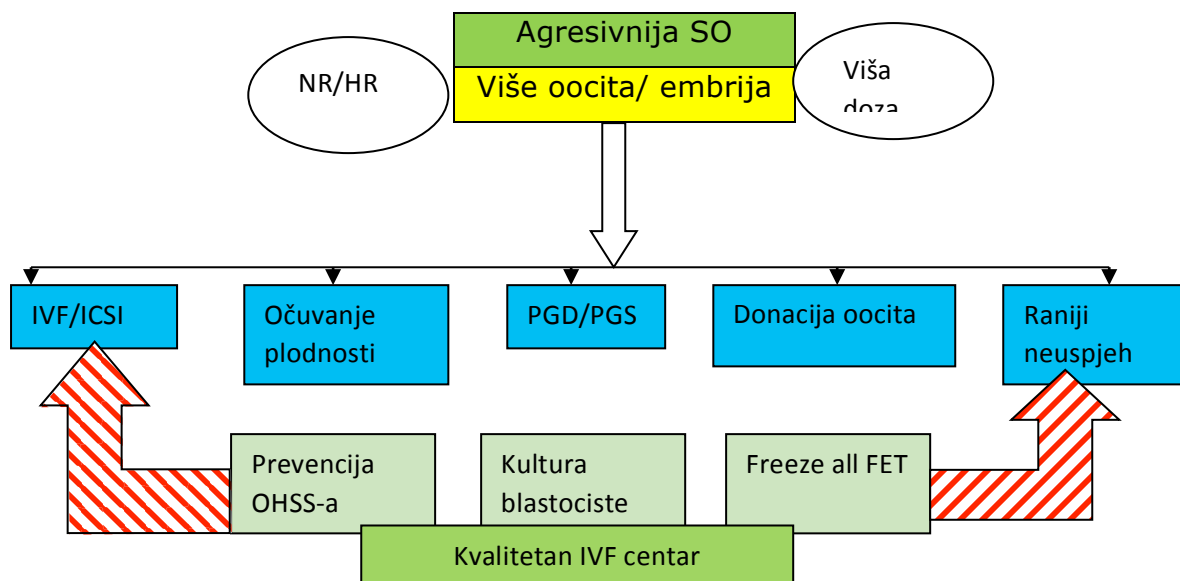 Agresivnija SO
NR/HR
Više oocita/ embrija
Viša
doza
IVF/ICSI
Očuvanje
plodnosti
PGD/PGS
Donacija oocita
Raniji
neuspjeh
Prevencija
OHSS-a
Kultura
blastociste
Freeze all FET
Kvalitetan IVF centar